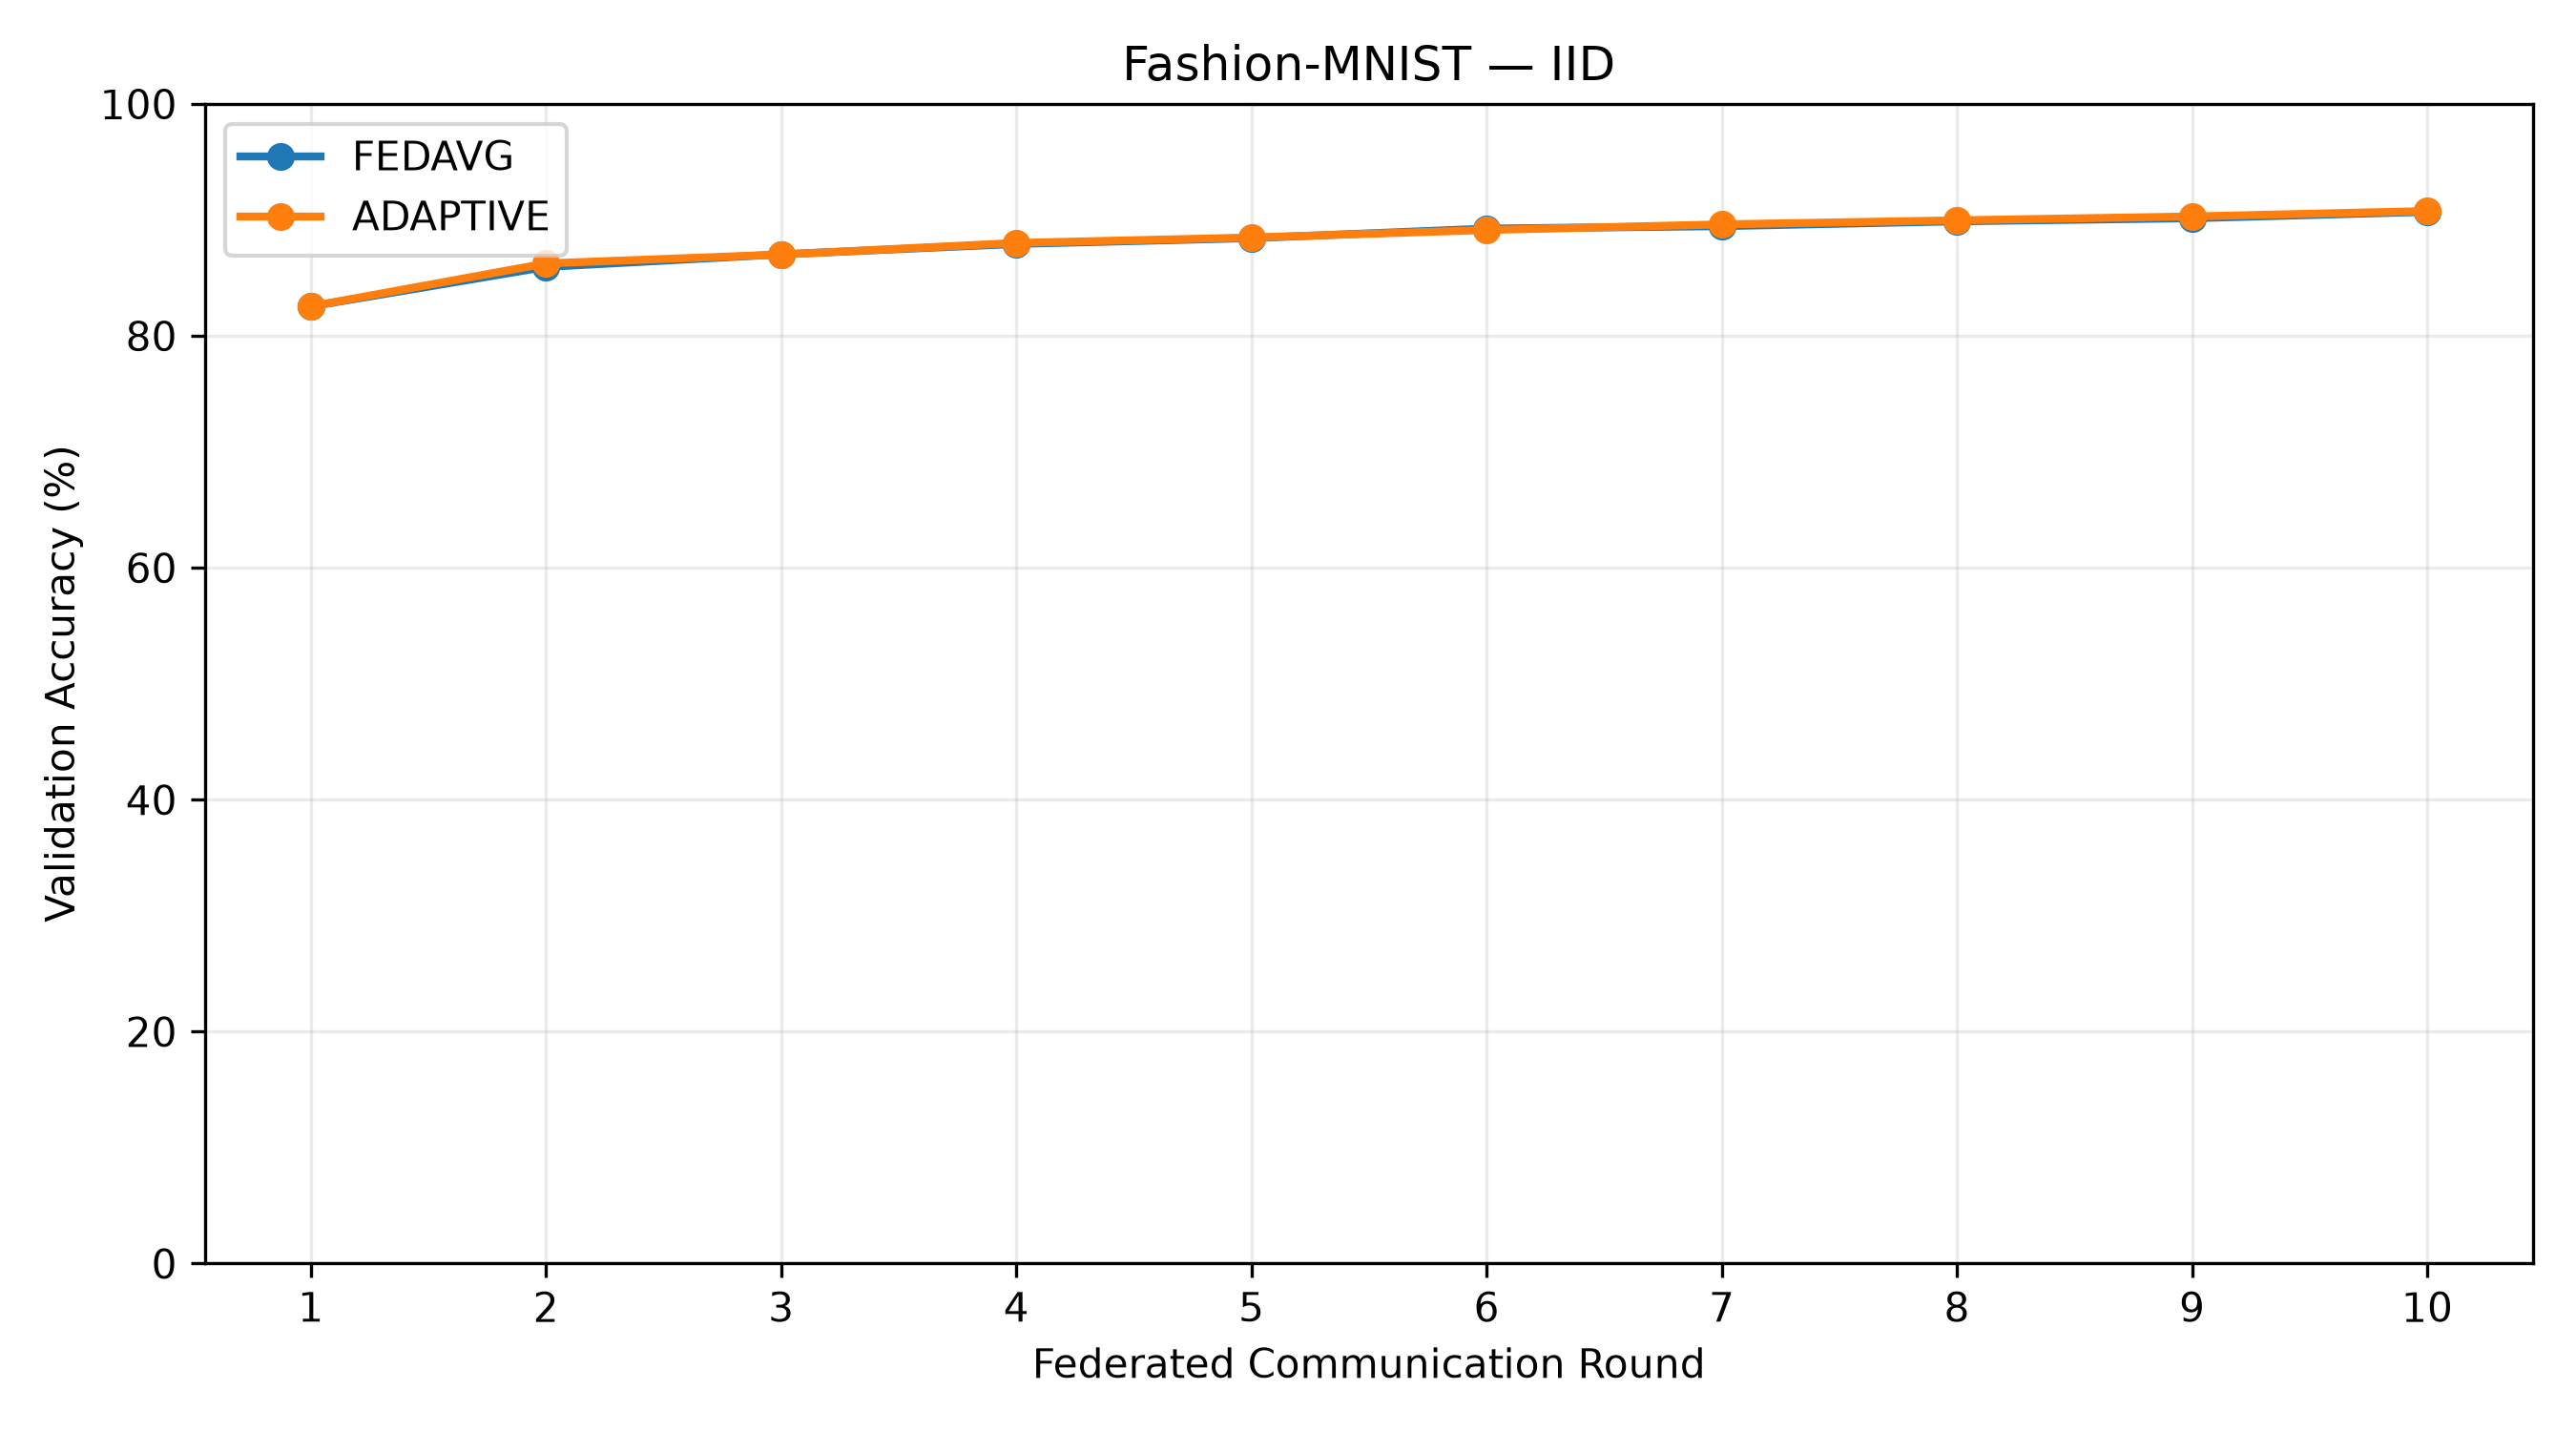 Fashion-MNIST — IID
FEDAVG
ADAPTIVE
Validation Accuracy (%)
100
80
60
40
20
0
1 2 3 4 5 6 7 8 9 10
Federated Communication Round